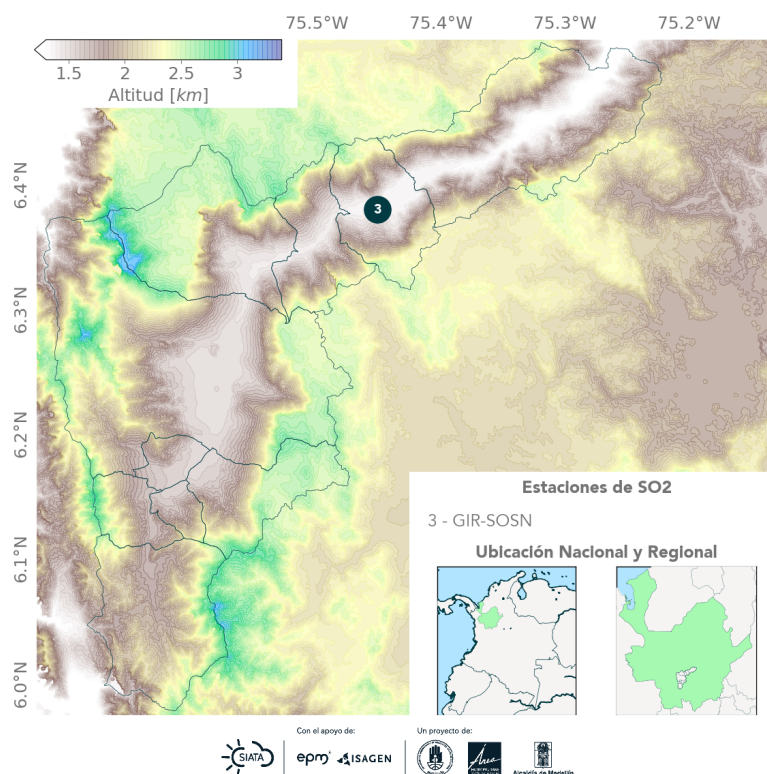 75.5°W 75.4°W 75.3°W 75.2°W
1.5 2 2.5 3
Altitud [km]
6.4°N
6.3°N
6.2°N
6.1°N
6.0°N
3
Estaciones de SO2
3 - GIR-SOSN
Ubicación Nacional y Regional
Con el apoyo de: Un proyecto de:
SIATA epm ISAGEN Área
Alcaldía de Medellín